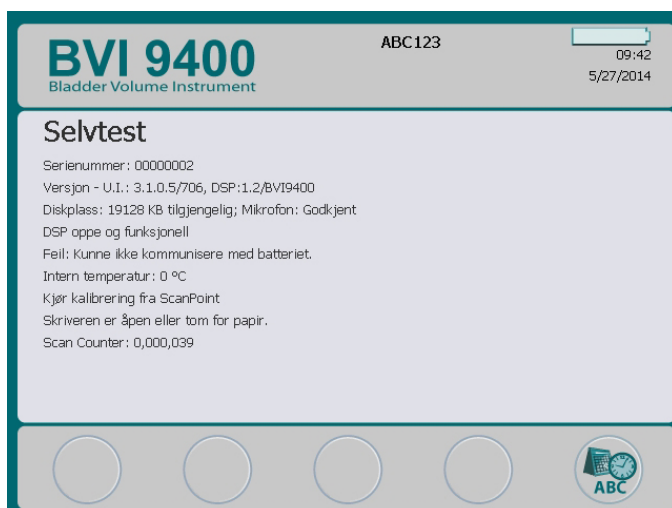 BVI 9400
Bladder Volume Instrument
ABC123
09:42
5/27/2014
Selvtest
Serienummer: 00000002
Versjon - U.I.: 3.1.0.5/706, DSP:1.2/BVI9400
Diskplass: 19128 KB tilgjengelig; Mikrofon: Godkjent
DSP oppe og funksjonell
Feil: Kunne ikke kommunisere med batteriet.
Intern temperatur: 0 ºC
Kjør kalibrering fra ScanPoint
Skriveren er åpen eller tom for papir.
Scan Counter: 0,000,039
ABC